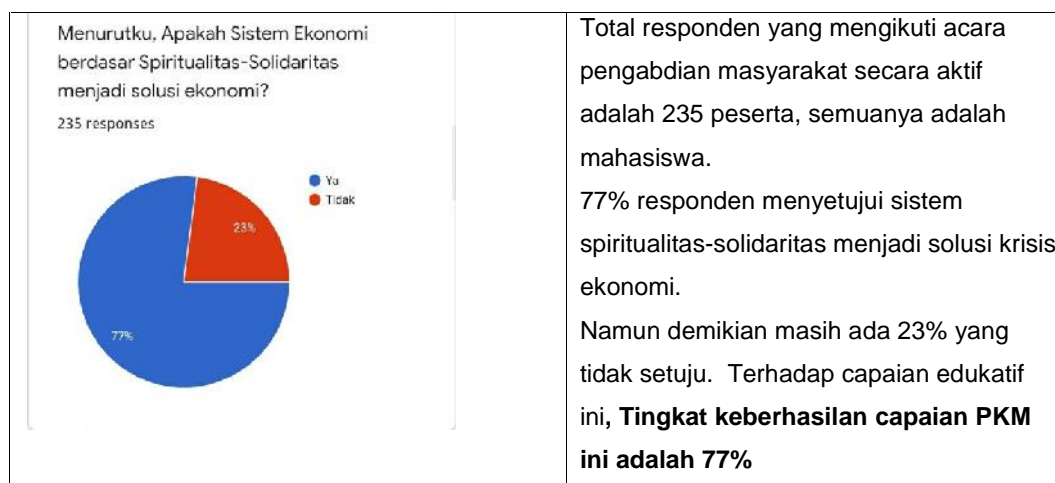 Menurutku, Apakah Sistem Ekonomi
berdasar Spiritualitas-Solidaritas
menjadi solusi ekonomi?
235 responses
Ya
Tidak
23%
77%
Total responden yang mengikuti acara
pengabdian masyarakat secara aktif
adalah 235 peserta, semuanya adalah
mahasiswa.
77% responden menyetujui sistem
spiritualitas-solidaritas menjadi solusi krisis
ekonomi.
Namun demikian masih ada 23% yang
tidak setuju.  Terhadap capaian edukatif
ini, Tingkat keberhasilan capaian PKM
ini adalah 77%